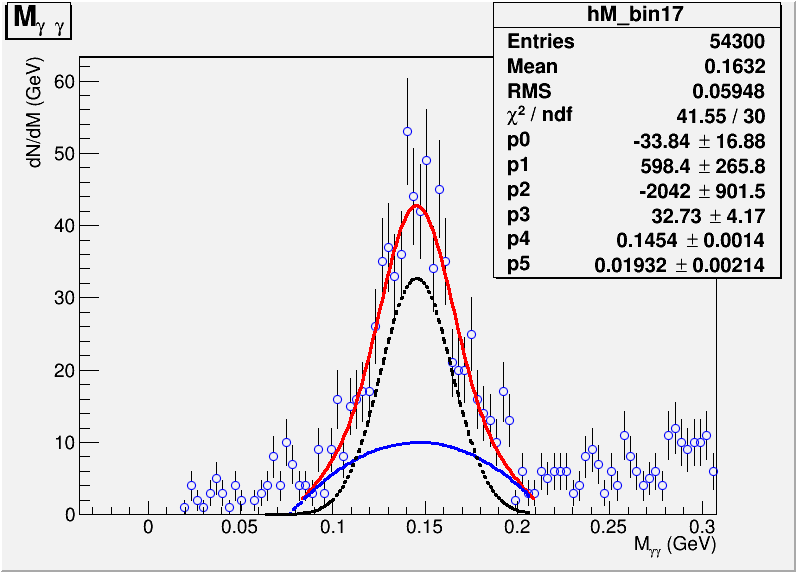 M γ γ
hM_bin17
Entries 54300
Mean 0.1632
RMS 0.05948
χ² / ndf 41.55 / 30
p0 -33.84 ± 16.88
p1 598.4 ± 265.8
p2 -2042 ± 901.5
p3 32.73 ± 4.17
p4 0.1454 ± 0.0014
p5 0.01932 ± 0.00214
dN/dM (GeV)
60
50
40
30
20
10
0
0 0.05 0.1 0.15 0.2 0.25 0.3
M γγ (GeV)